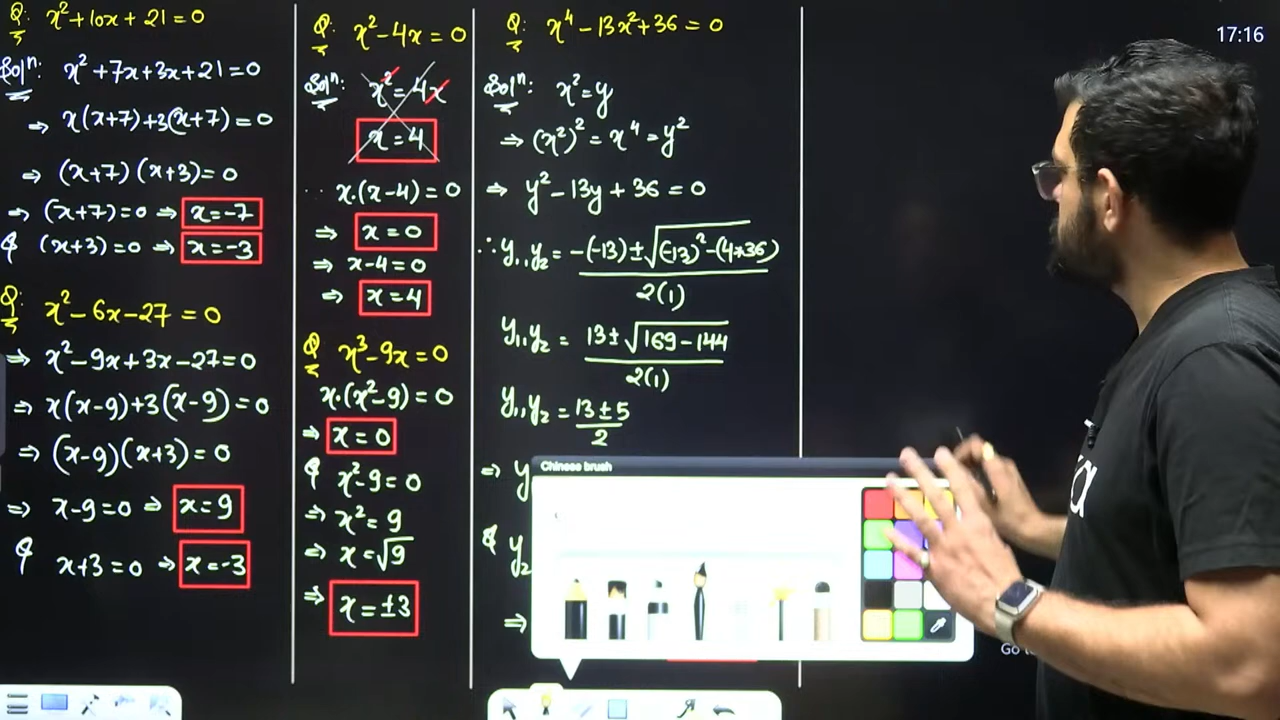 Q: x²+10x+21=0
Solⁿ: x²+7x+3x+21=0
⇒ x(x+7)+3(x+7)=0
⇒ (x+7)(x+3)=0
⇒ (x+7)=0 ⇒ x=-7
& (x+3)=0 ⇒ x=-3
Q: x²-6x-27=0
⇒ x²-9x+3x-27=0
⇒ x(x-9)+3(x-9)=0
⇒ (x-9)(x+3)=0
⇒ x-9=0 ⇒ x=9
& x+3=0 ⇒ x=-3
Q: x²-4x=0
Solⁿ: x²=4x
x=4
x·(x-4)=0
⇒ x=0
⇒ x-4=0
⇒ x=4
Q x³-9x=0
x·(x²-9)=0
⇒ x=0
& x²-9=0
⇒ x²=9
⇒ x=√9
⇒ x=±3
Q: x⁴-13x²+36=0
Solⁿ: x²=y
⇒ (x²)²=x⁴=y²
⇒ y²-13y+36=0
∴ y₁,y₂ = -(-13)±√(-13)²-(4*36)
2(1)
y₁,y₂ = 13±√169-144
2(1)
y₁,y₂ = 13±5
2
⇒ y
& y₂
⇒
Chinese brush
17:16
Go to
a